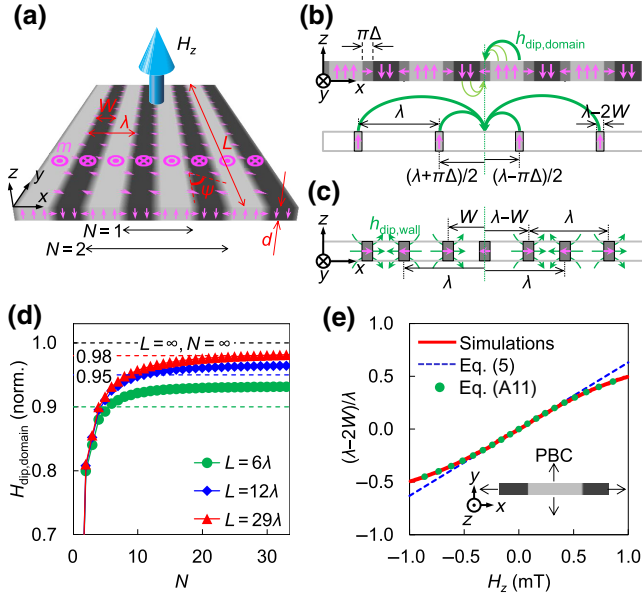 (a)
H_z
W
λ
L
m
ψ
z
y
x
d
N = 1
N = 2
(b)
πΔ
h_dip,domain
z
y
x
λ
λ−2W
(λ+πΔ)/2
(λ−πΔ)/2
(c)
h_dip,wall
W
λ−W
λ
z
y
x
λ
λ
(d)
H_dip,domain (norm.)
1.0
0.9
0.8
0.7
L = ∞, N = ∞
0.98
0.95
L = 6λ
L = 12λ
L = 29λ
0
10
20
30
N
(e)
(λ−2W)/λ
1.0
0.5
0.0
−0.5
−1.0
Simulations
Eq. (5)
Eq. (A11)
PBC
y
z
x
−1.0
−0.5
0.0
0.5
1.0
H_z (mT)